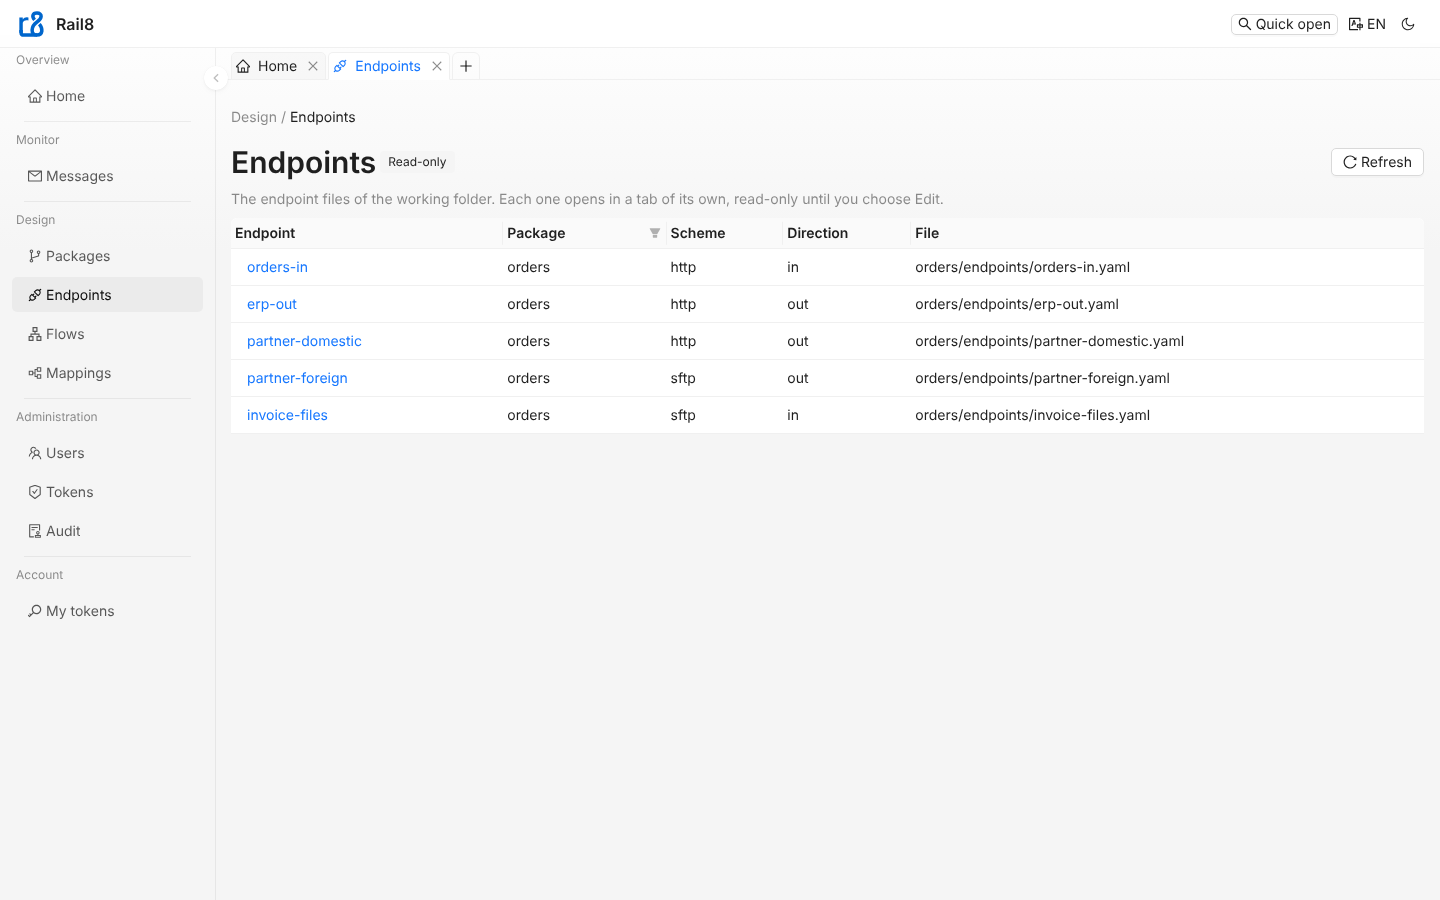 Rail8
Quick open
EN
Overview
Home
Monitor
Messages
Design
Packages
Endpoints
Flows
Mappings
Administration
Users
Tokens
Audit
Account
My tokens
Home
Endpoints
Design / Endpoints
Endpoints Read-only
Refresh
The endpoint files of the working folder. Each one opens in a tab of its own, read-only until you choose Edit.
Endpoint Package Scheme Direction File
orders-in orders http in orders/endpoints/orders-in.yaml
erp-out orders http out orders/endpoints/erp-out.yaml
partner-domestic orders http out orders/endpoints/partner-domestic.yaml
partner-foreign orders sftp out orders/endpoints/partner-foreign.yaml
invoice-files orders sftp in orders/endpoints/invoice-files.yaml